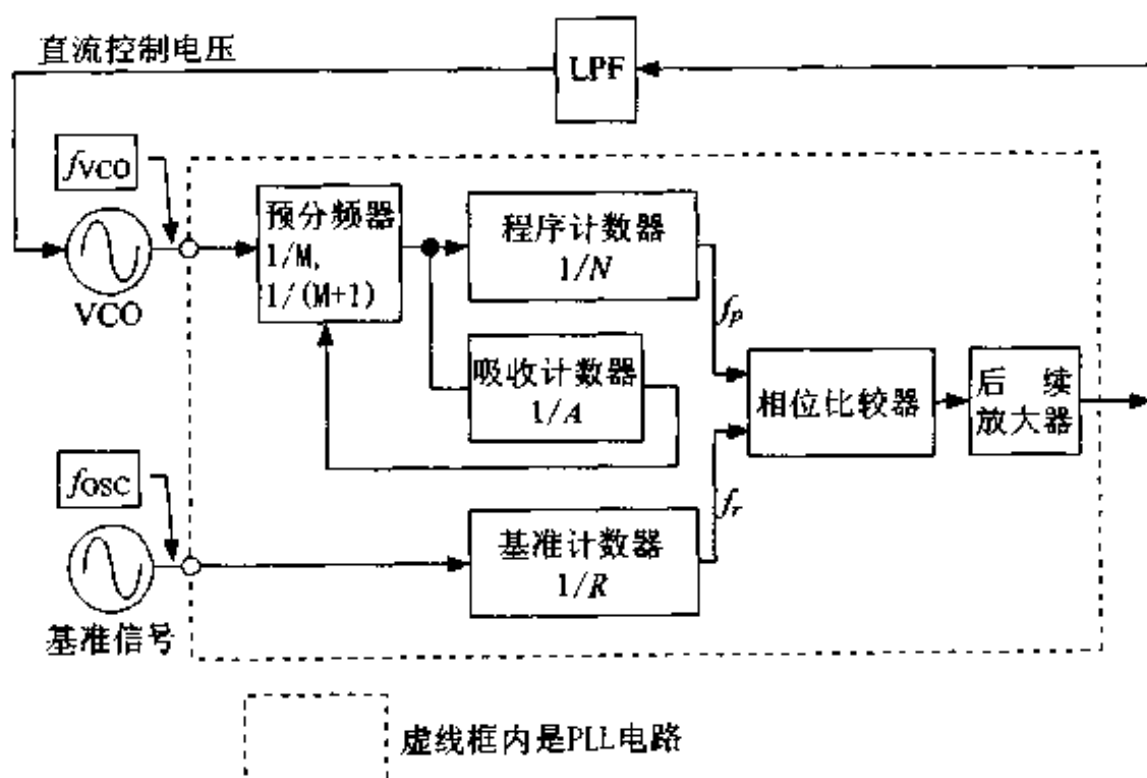 直流控制电压
LPF
fVCO
预分频器
1/M,
1/(M+1)
程序计数器
1/N
VCO
fp
吸收计数器
1/A
相位比较器
后 续
放大器
fOSC
fr
基准计数器
1/R
基准信号
虚线框内是PLL电路